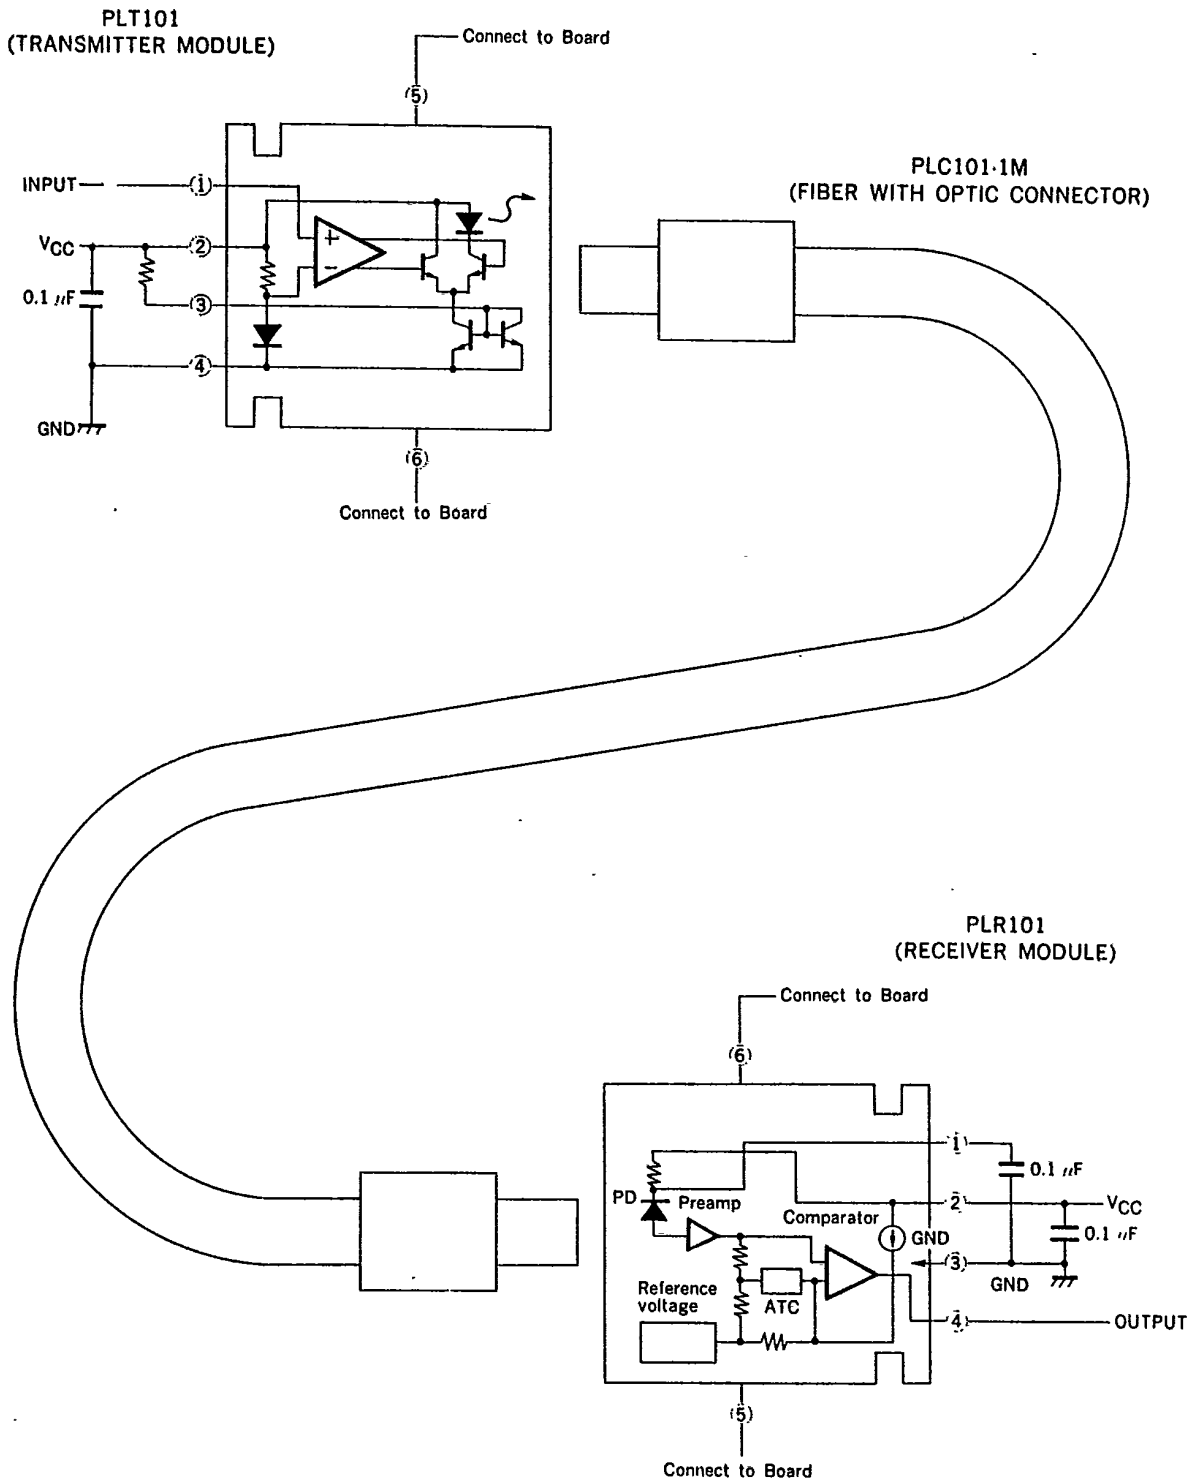 PLT101
(TRANSMITTER MODULE)
Connect to Board
(5)
INPUT
(1)
VCC
(2)
+
−
0.1 μF
(3)
(4)
GND
(6)
Connect to Board
PLC101·1M
(FIBER WITH OPTIC CONNECTOR)
PLR101
(RECEIVER MODULE)
Connect to Board
(6)
(1)
0.1 μF
PD
Preamp
(2)
VCC
Comparator
GND
0.1 μF
(3)
GND
Reference
voltage
ATC
(4)
OUTPUT
(5)
Connect to Board